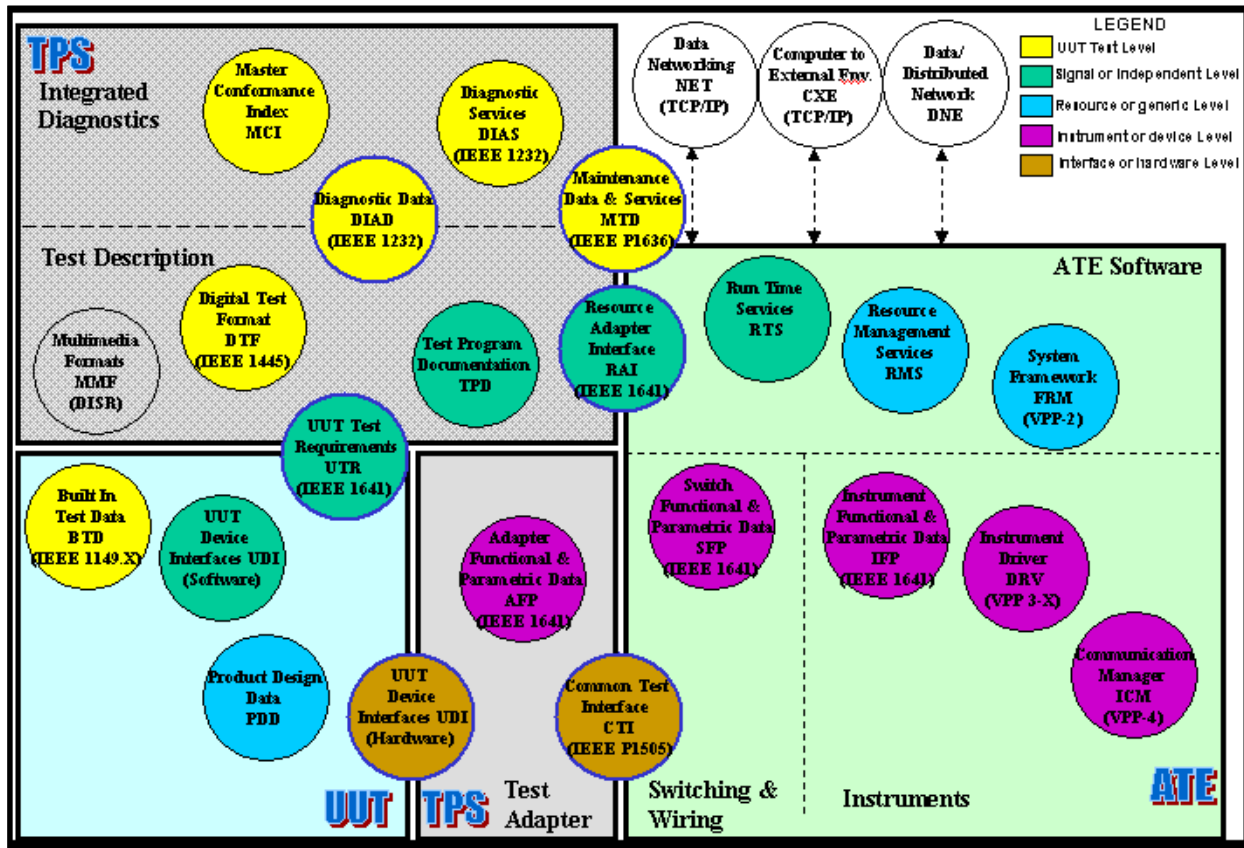 TPS
Integrated
Diagnostics
Master
Conformance
Index
MCI
Diagnostic
Services
DIAS
(IEEE 1232)
Diagnostic Data
DIAD
(IEEE 1232)
Maintenance
Data & Services
MTD
(IEEE P1636)
Data
Networking
NET
(TCP/IP)
Computer to
External Env.
CXE
(TCP/IP)
Data/
Distributed
Network
DNE
LEGEND
UUT Test Level
Signal or Independent Level
Resource or generic Level
Instrument or device Level
Interface or hardware Level
Test Description
Digital Test
Format
DTF
(IEEE 1445)
Multimedia
Formats
MMF
(DISR)
Test Program
Documentation
TPD
Resource
Adapter
Interface
RAI
(IEEE 1641)
UUT Test
Requirements
UTR
(IEEE 1641)
ATE Software
Run Time
Services
RTS
Resource
Management
Services
RMS
System
Framework
FRM
(VPP-2)
Built In
Test Data
BTD
(IEEE 1149.X)
UUT
Device
Interfaces UDI
(Software)
Product Design
Data
PDD
UUT
Device
Interfaces UDI
(Hardware)
UUT
Adapter
Functional &
Parametric Data
AFP
(IEEE 1641)
Common Test
Interface
CTI
(IEEE P1505)
TPS
Test
Adapter
Switch
Functional &
Parametric Data
SFP
(IEEE 1641)
Instrument
Functional &
Parametric Data
IFP
(IEEE 1641)
Instrument
Driver
DRV
(VPP 3-X)
Communication
Manager
ICM
(VPP-4)
Switching &
Wiring
Instruments
ATE